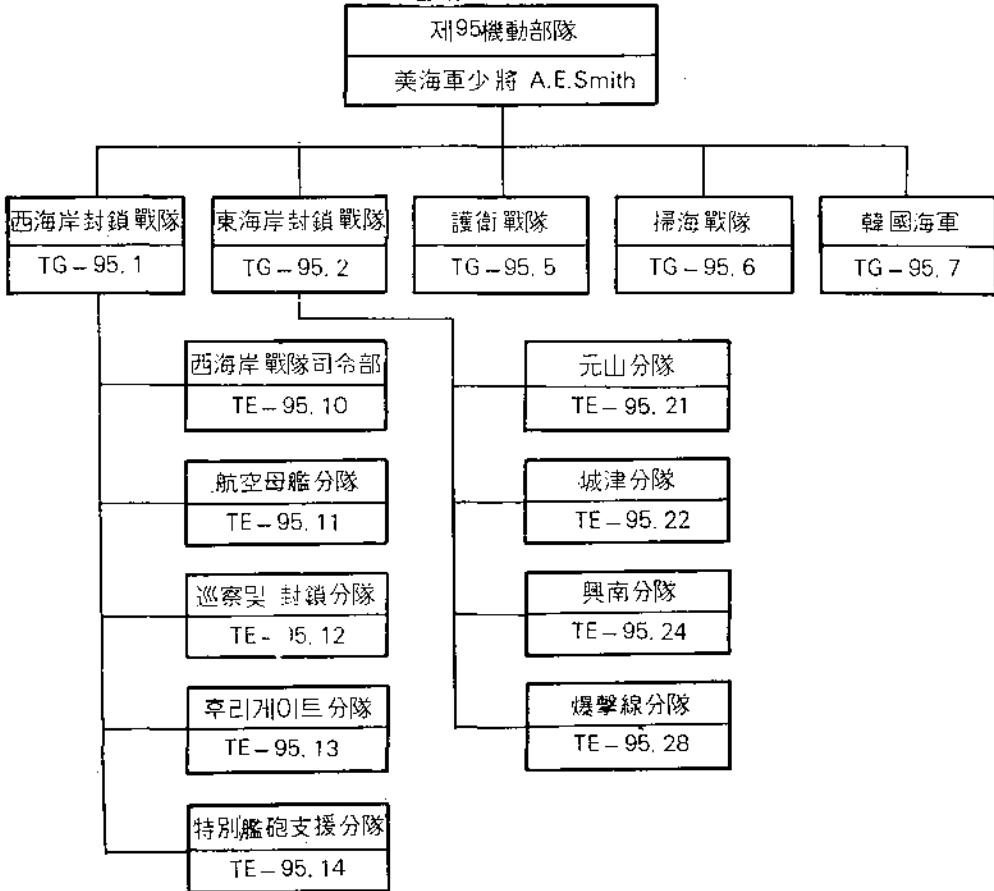 제95機動部隊
美海軍少將 A.E.Smith
西海岸封鎖戰隊
TG－95. 1
東海岸封鎖戰隊
TG－95. 2
護衛戰隊
TG－95. 5
掃海戰隊
TG－95. 6
韓國海軍
TG－95. 7
西海岸戰隊司令部
TE－95. 10
航空母艦分隊
TE－95. 11
巡察및 封鎖分隊
TE－95. 12
후리게이트分隊
TE－95. 13
特別艦砲支援分隊
TE－95. 14
元山分隊
TE－95. 21
城津分隊
TE－95. 22
興南分隊
TE－95. 24
爆擊線分隊
TE－95. 28